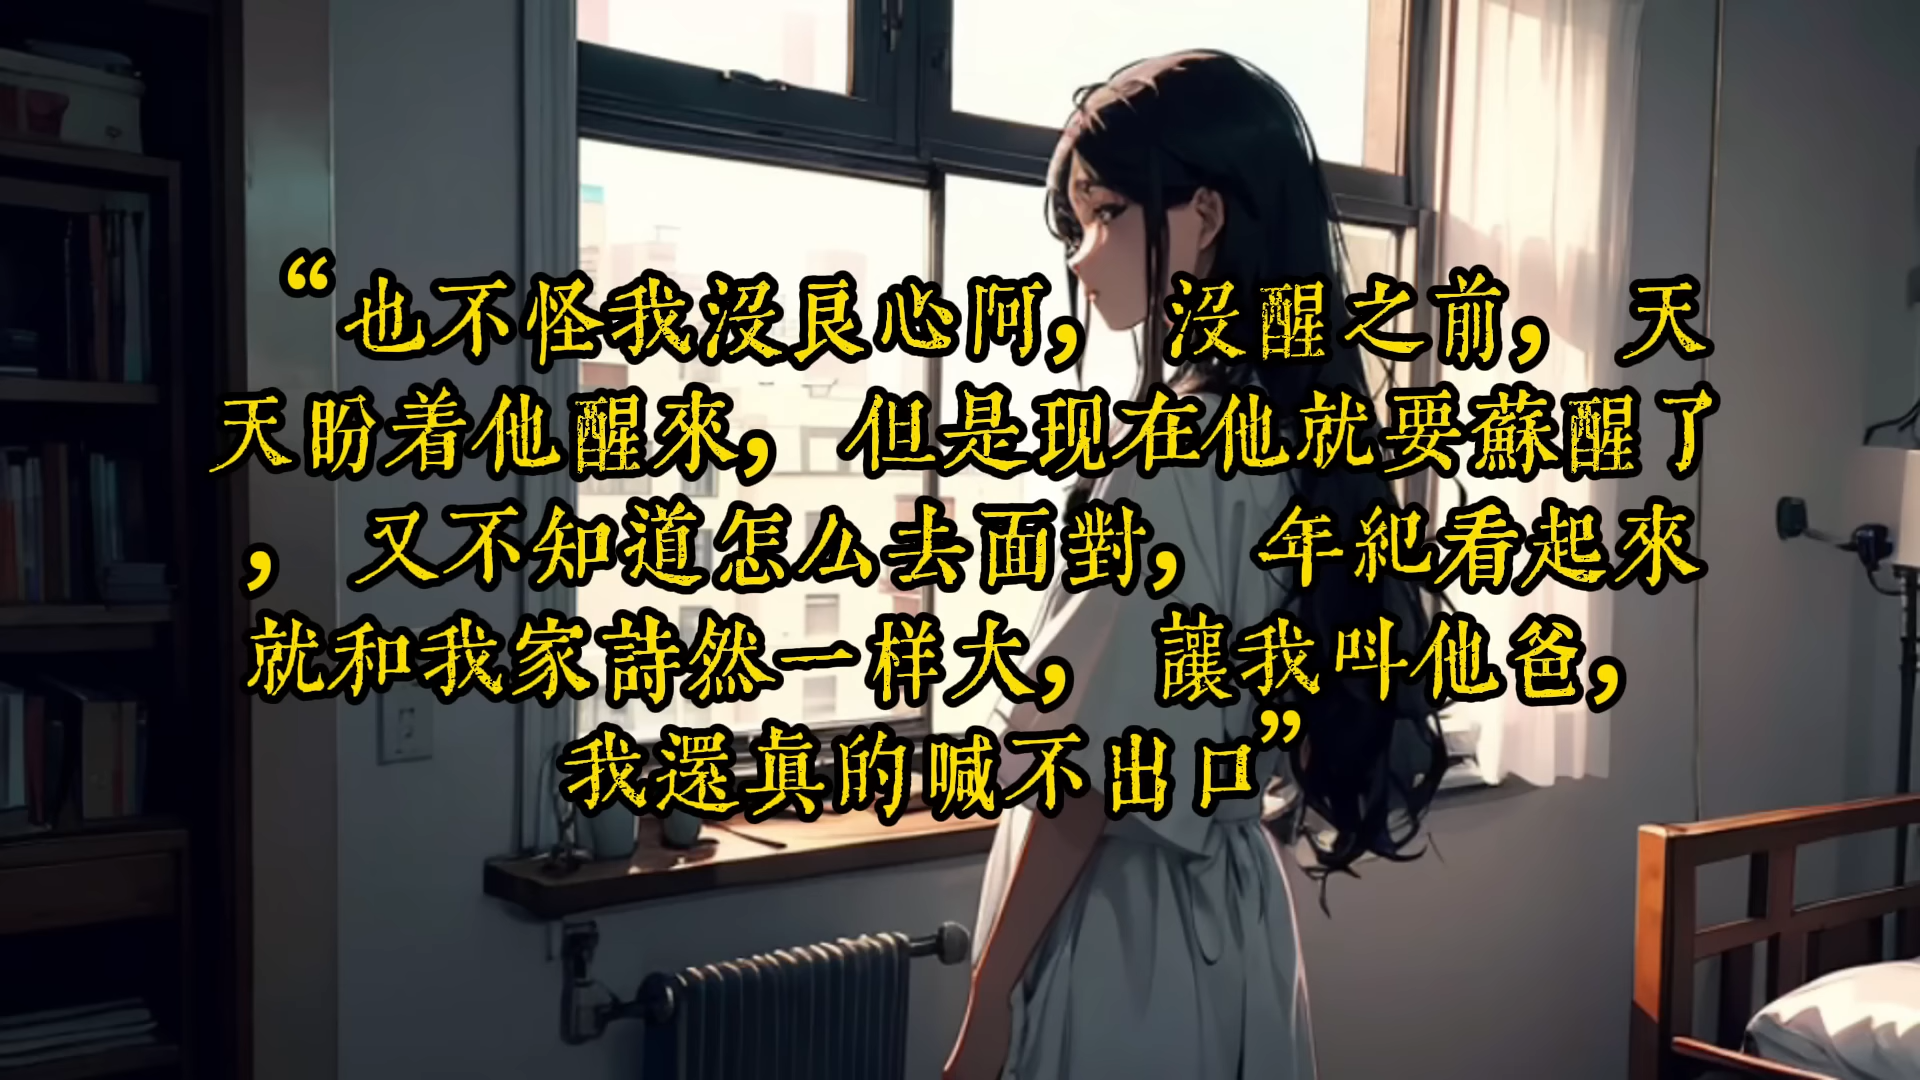 “也不怪我沒良心啊，沒醒之前，天
天盼着他醒來，但是现在他就要蘇醒了
，又不知道怎么去面對，年紀看起來
就和我家詩然一样大，讓我叫他爸，
我還真的喊不出口”